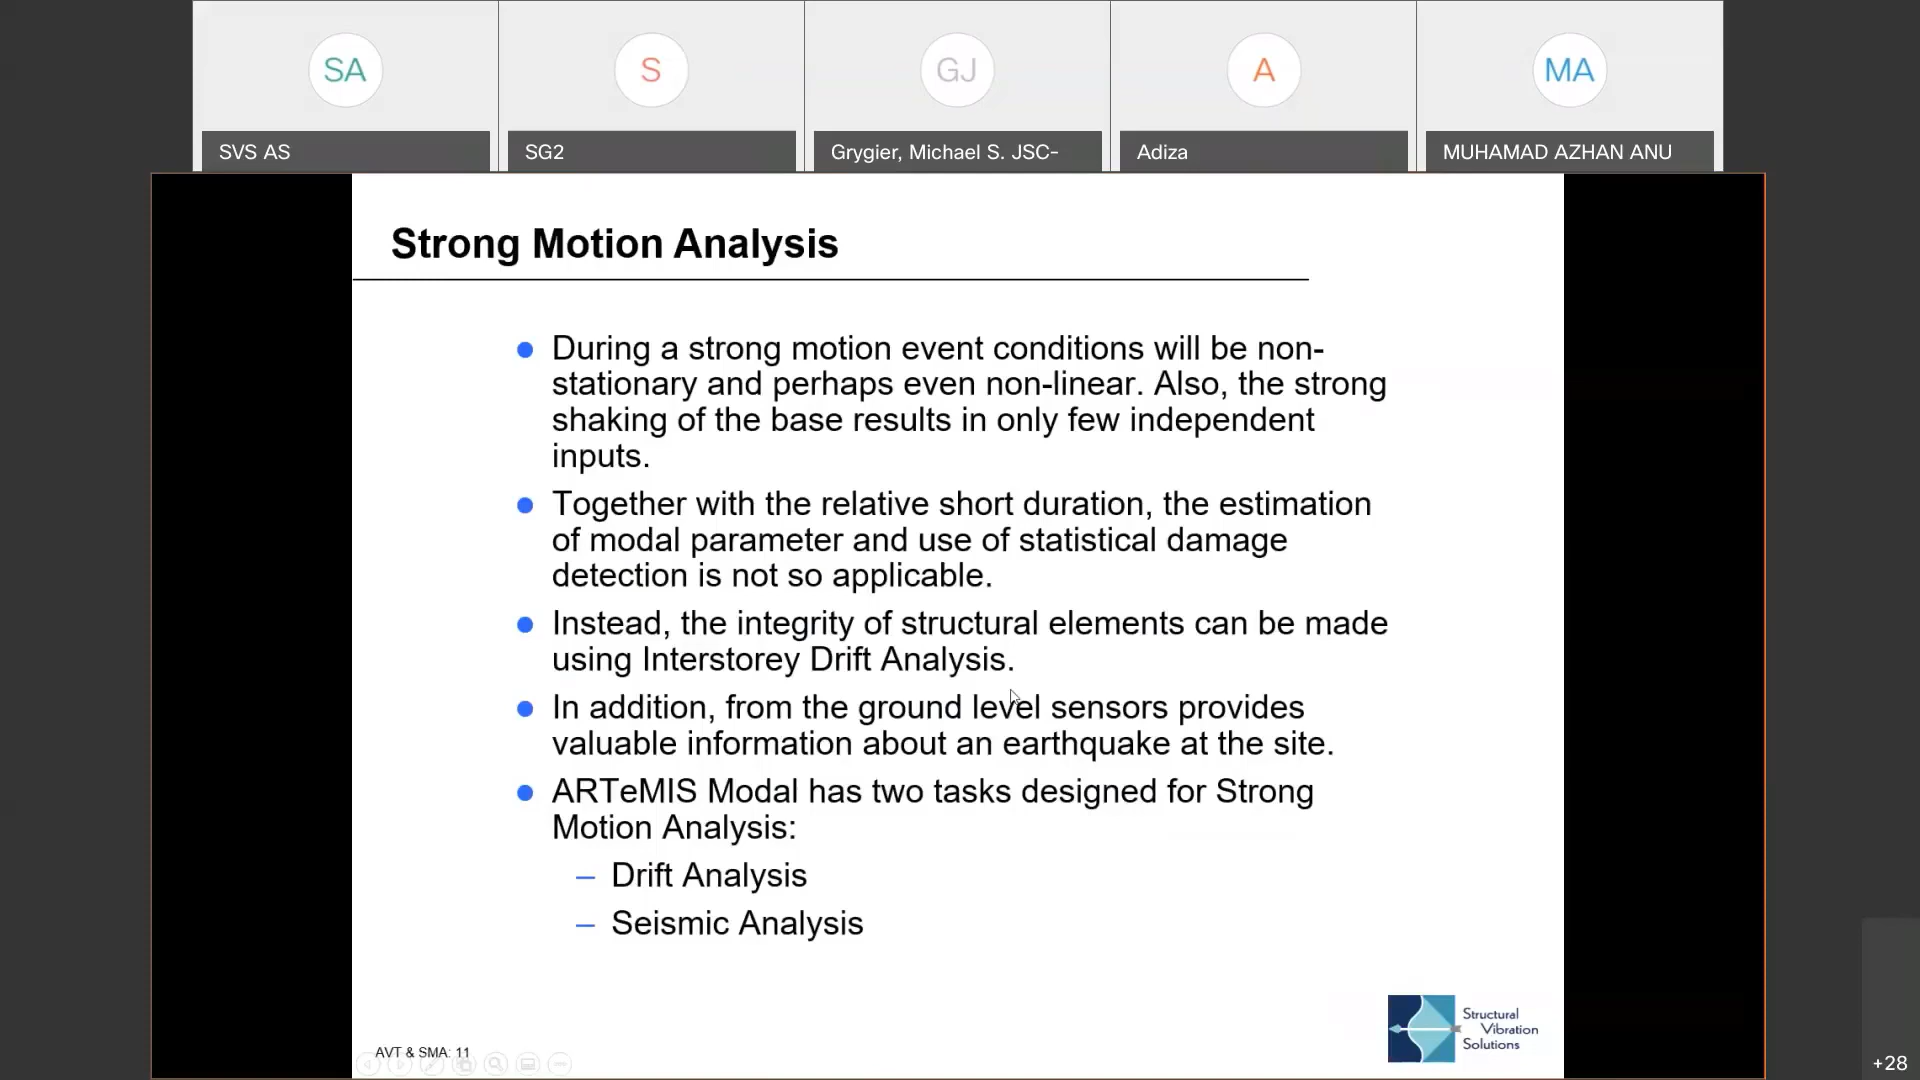 SA
S
GJ
A
MA
SVS AS
SG2
Grygier, Michael S. JSC-
Adiza
MUHAMAD AZHAN ANU
Strong Motion Analysis
During a strong motion event conditions will be non-
stationary and perhaps even non-linear. Also, the strong
shaking of the base results in only few independent
inputs.
Together with the relative short duration, the estimation
of modal parameter and use of statistical damage
detection is not so applicable.
Instead, the integrity of structural elements can be made
using Interstorey Drift Analysis.
In addition, from the ground level sensors provides
valuable information about an earthquake at the site.
ARTeMIS Modal has two tasks designed for Strong
Motion Analysis:
– Drift Analysis
– Seismic Analysis
Structural
Vibration
Solutions
AVT & SMA: 11
+28